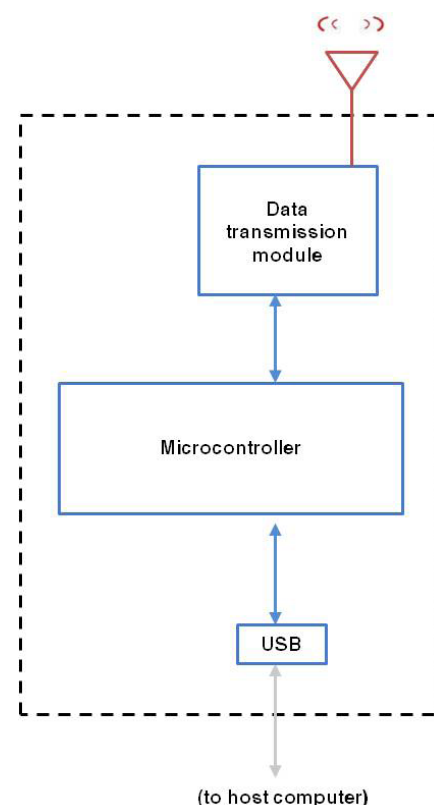 Data
transmission
module
Microcontroller
USB
(to host computer)